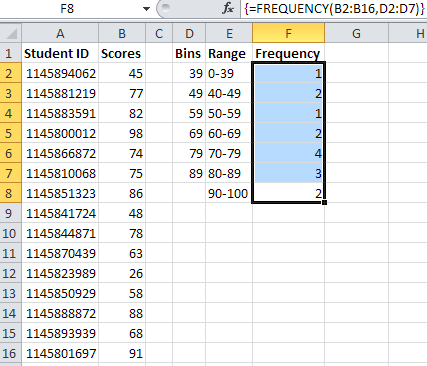 F8 fx {=FREQUENCY(B2:B16,D2:D7)}
A B C D E F G H
1 Student ID Scores Bins Range Frequency
2 1145894062 45 39 0-39 1
3 1145881219 77 49 40-49 2
4 1145883591 82 59 50-59 1
5 1145800012 98 69 60-69 2
6 1145866872 74 79 70-79 4
7 1145810068 75 89 80-89 3
8 1145851323 86 90-100 2
9 1145841724 48
10 1145844871 78
11 1145870439 63
12 1145823989 26
13 1145850929 58
14 1145888872 88
15 1145893939 68
16 1145801697 91